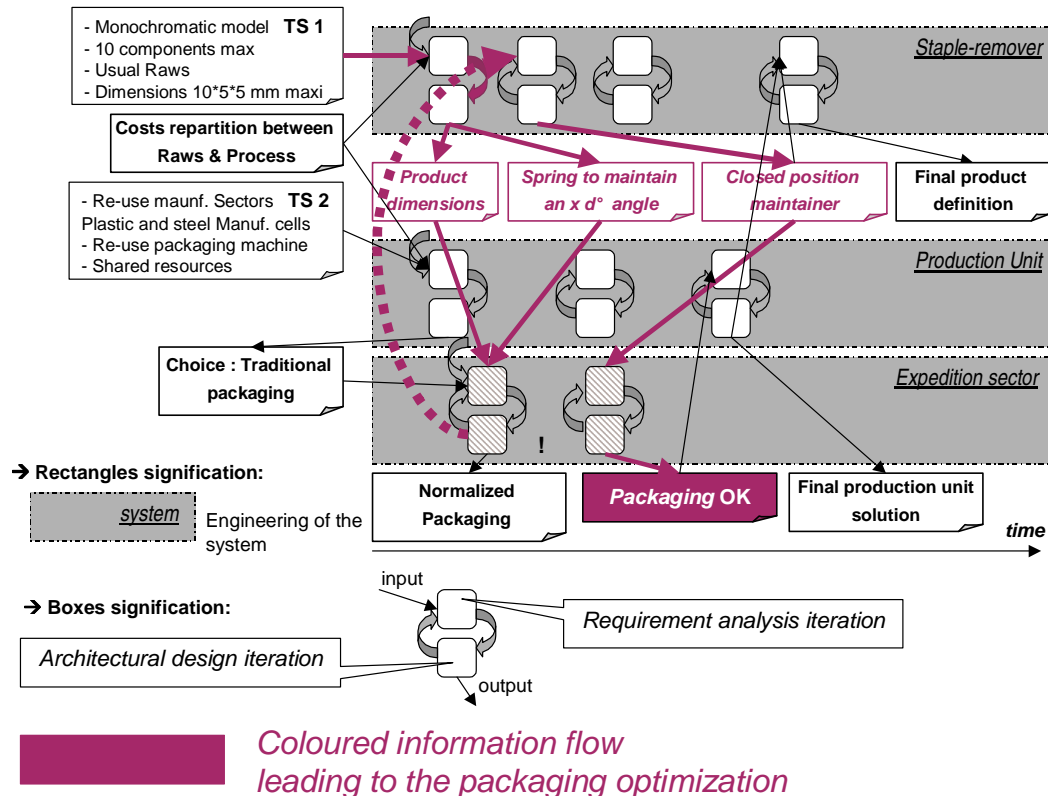 - Monochromatic model TS 1
- 10 components max
- Usual Raws
- Dimensions 10*5*5 mm maxi
Staple-remover
Costs repartition between
Raws & Process
Product
dimensions
Spring to maintain
an x d° angle
Closed position
maintainer
Final product
definition
- Re-use maunf. Sectors TS 2
Plastic and steel Manuf. cells
- Re-use packaging machine
- Shared resources
Production Unit
Choice : Traditional
packaging
Expedition sector
!
➔ Rectangles signification:
system
Engineering of the
system
Normalized
Packaging
Packaging OK
Final production unit
solution
time
input
➔ Boxes signification:
Requirement analysis iteration
Architectural design iteration
output
Coloured information flow
leading to the packaging optimization